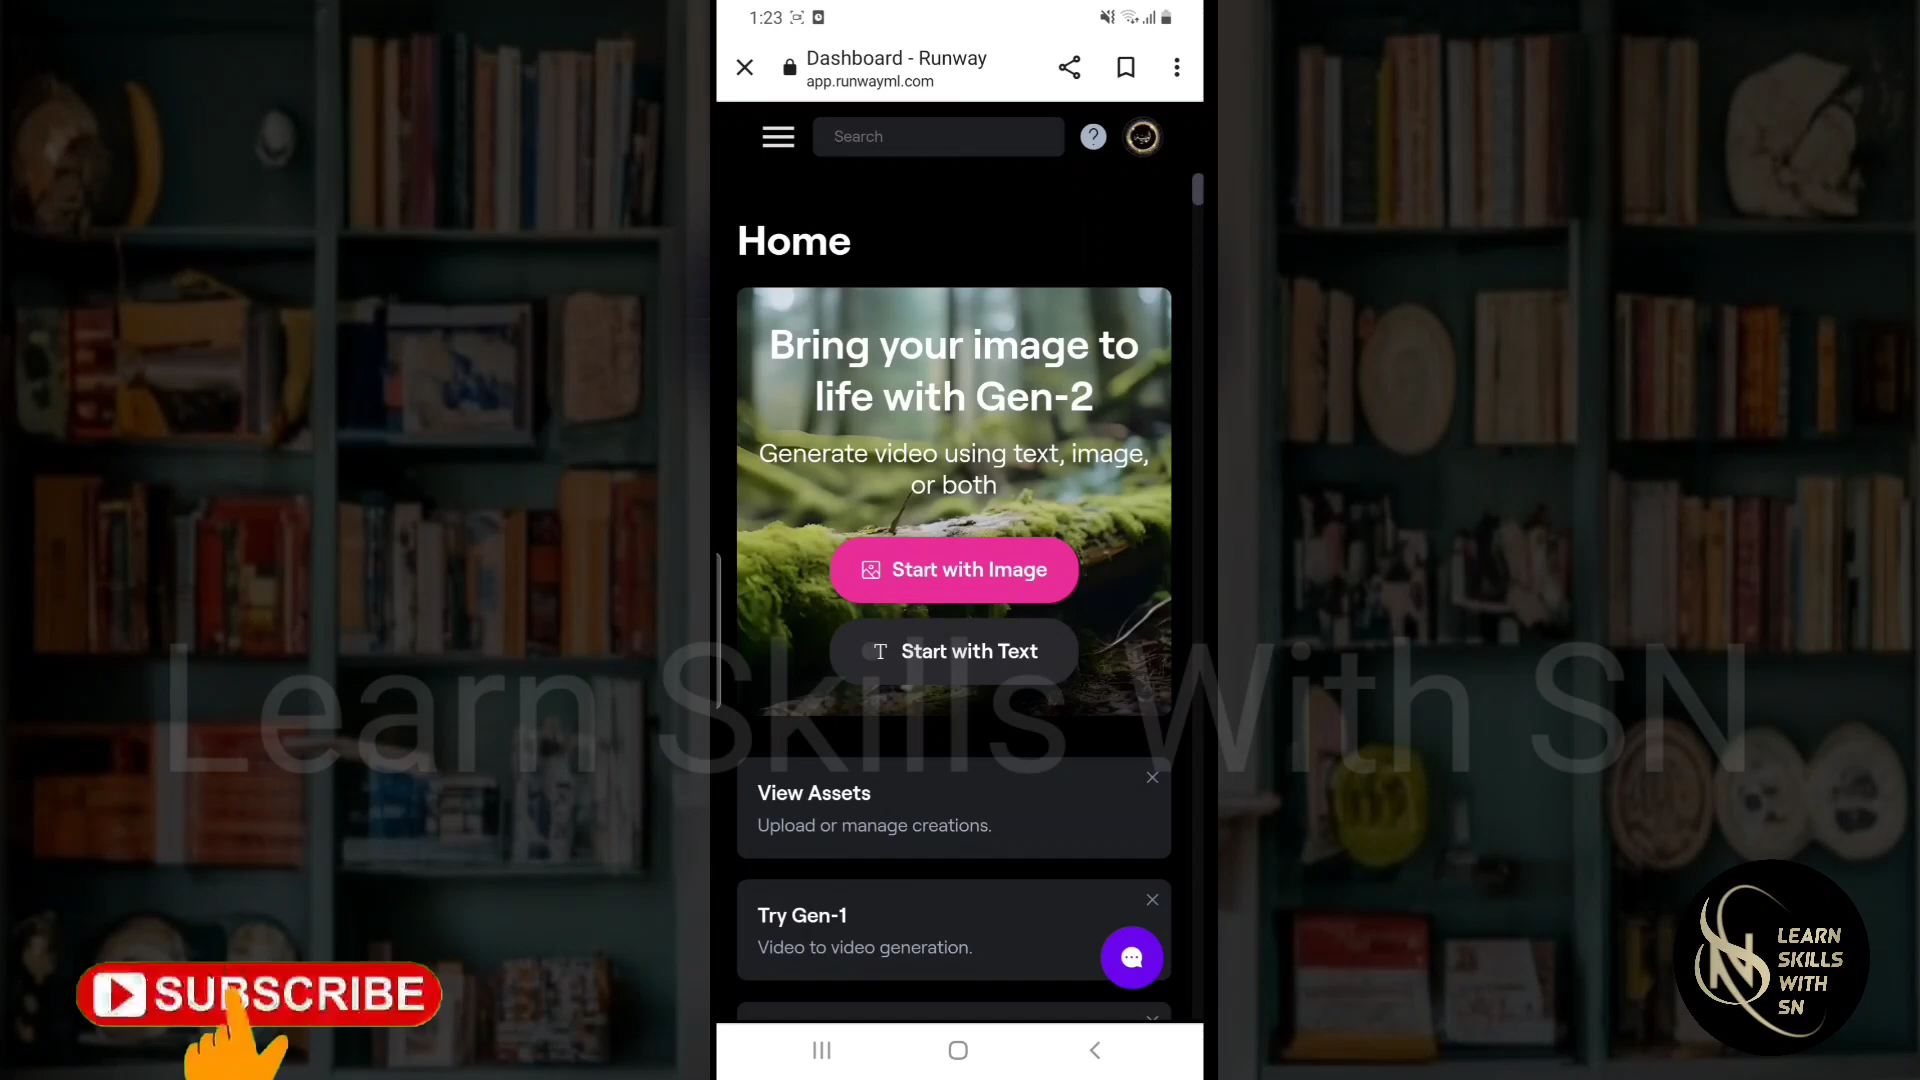 1:23
Dashboard - Runway
app.runwayml.com
Search
?
Home
Bring your image to
life with Gen-2
Generate video using text, image,
or both
Start with Image
T Start with Text
Learn Skills With SN
View Assets
Upload or manage creations.
Try Gen-1
Video to video generation.
SUBSCRIBE
LEARN
SKILLS
WITH
SN